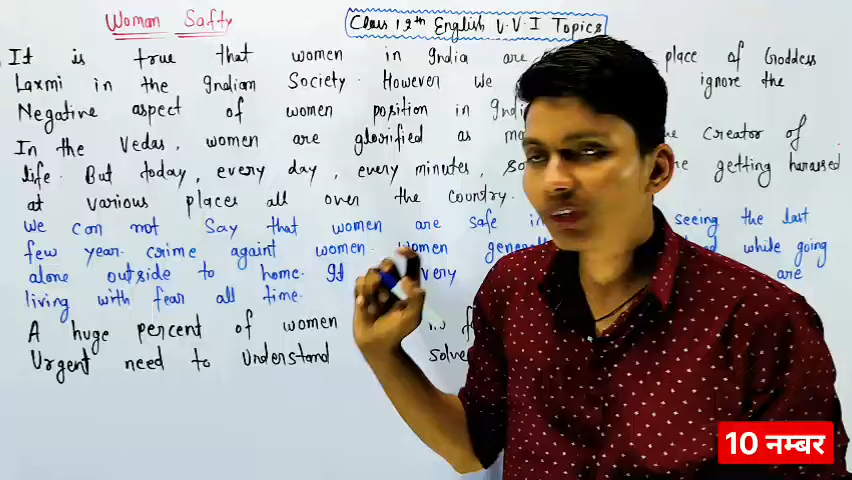 Woman Safty
Class 12th English V.V.I Topics
It is true that women in India are place of Goddess
Laxmi in the Indian Society. However we ignore the
Negative aspect of women position in Indi
In the Vedas, women are glorified as creator of
life. But today, every day, every minutes, getting harassed
at various places all over the country.
We can not Say that women are safe in seeing the last
few year. crime againt women. women while going
alone outside to home. It very are
living with fear all time.
A huge percent of women
Urgent need to Understand solve
10 नम्बर